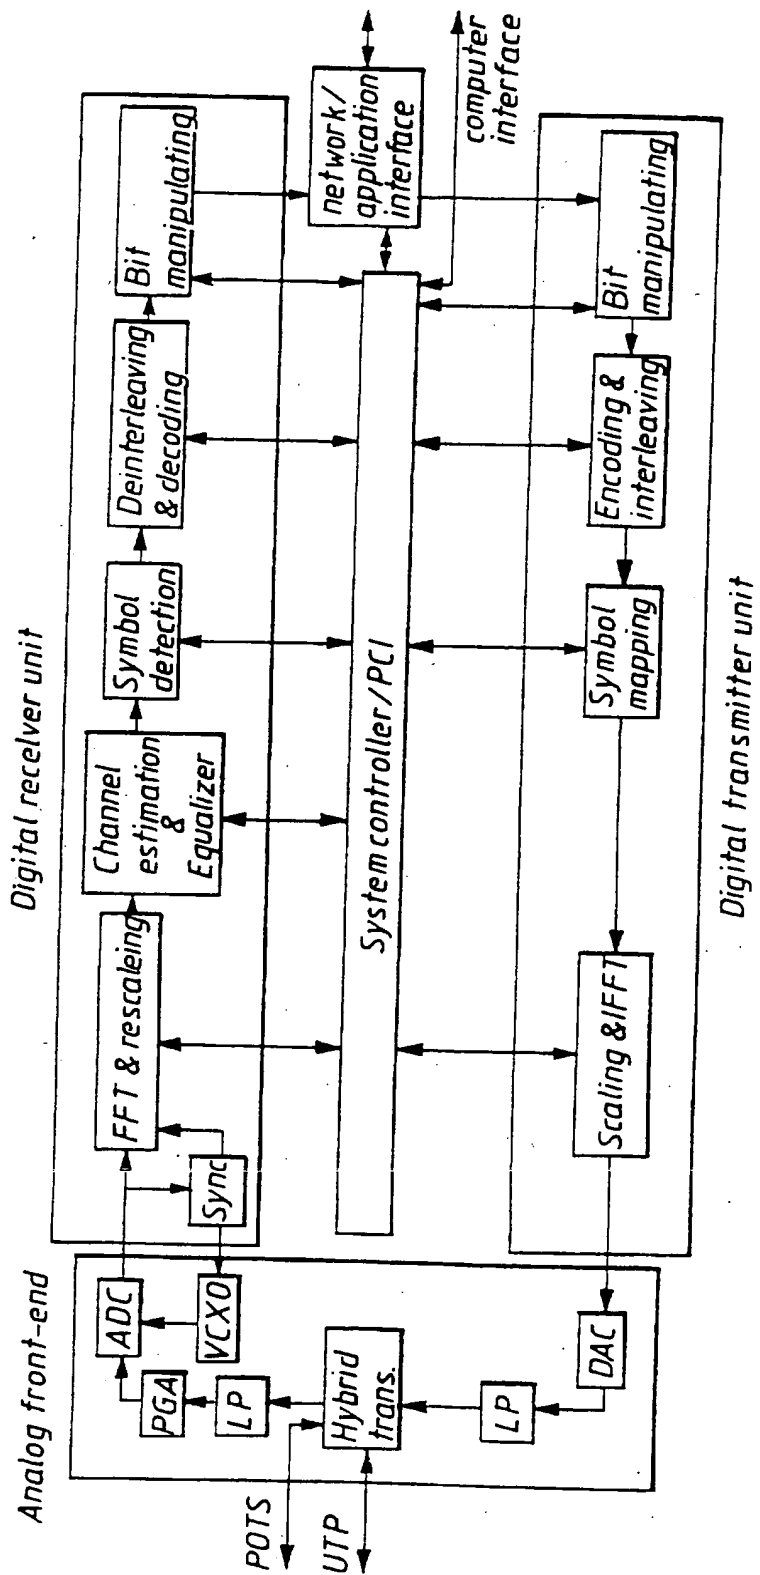 Analog front-end
POTS
UTP
Hybrid
trans.
LP
PGA
ADC
VCXO
LP
DAC
Digital receiver unit
Sync
FFT & rescaleing
Channel
estimation
&
Equalizer
Symbol
detection
Deinterleaving
& decoding
Bit
manipulating
network/
application
interface
computer
interface
System controller/PCI
Digital transmitter unit
Bit
manipulating
Encoding &
interleaving
Symbol
mapping
Scaling &IFFT